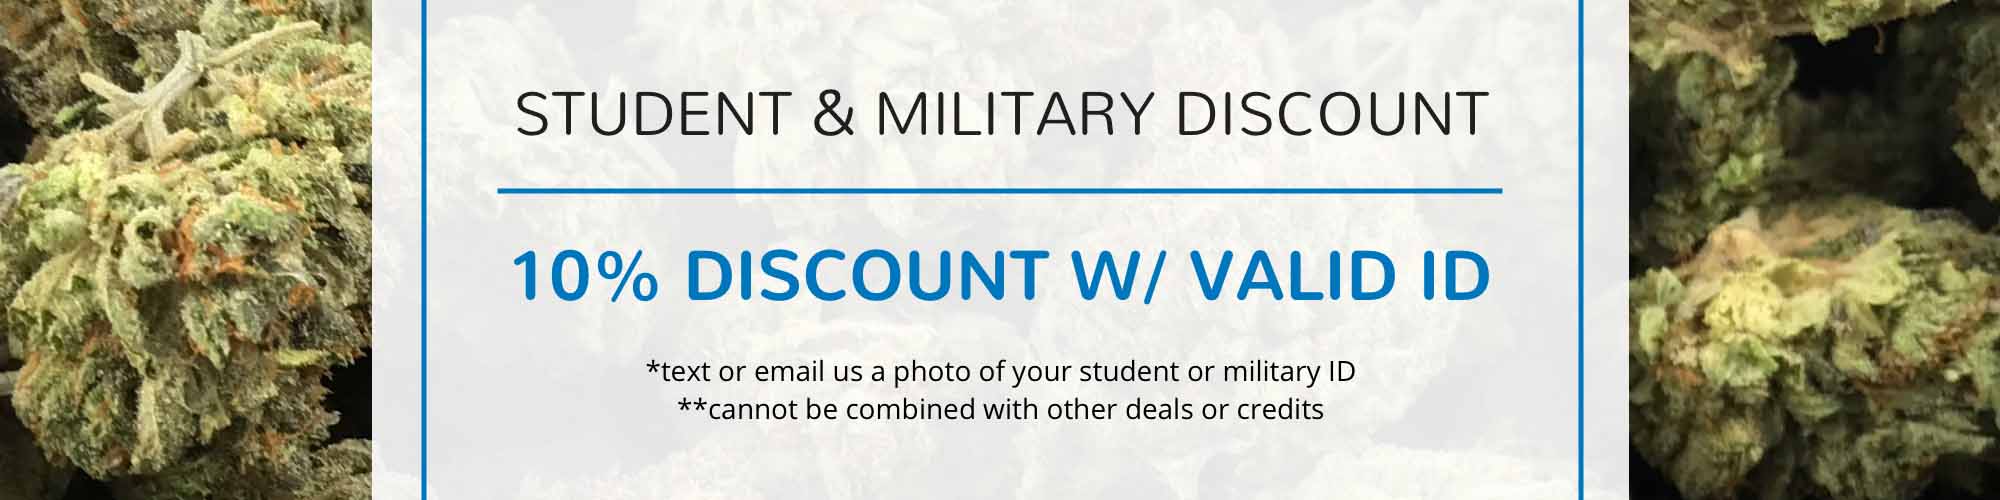 STUDENT & MILITARY DISCOUNT
10% DISCOUNT W/ VALID ID
*text or email us a photo of your student or military ID
**cannot be combined with other deals or credits